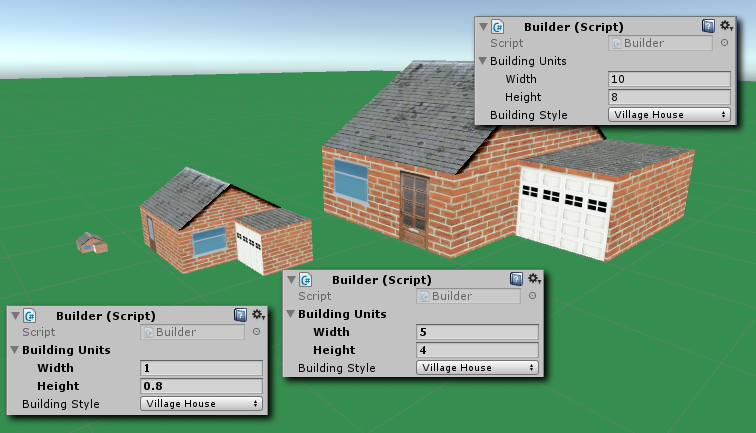 Builder (Script)
Script Builder
Building Units
Width 10
Height 8
Building Style Village House
Builder (Script)
Script Builder
Building Units
Width 5
Height 4
Building Style Village House
Builder (Script)
Script Builder
Building Units
Width 1
Height 0.8
Building Style Village House